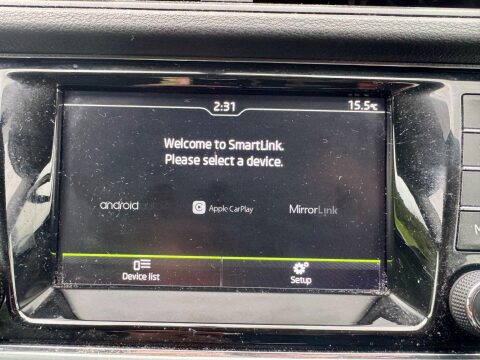 2:31 15.5°C
Welcome to SmartLink.
Please select a device.
android Apple CarPlay MirrorLink
Device list Setup
M